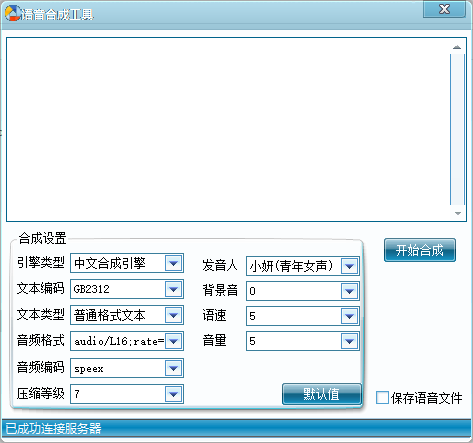 语音合成工具
合成设置
引擎类型 中文合成引擎 发音人 小妍(青年女声)
文本编码 GB2312 背景音 0
文本类型 普通格式文本 语速 5
音频格式 audio/L16;rate= 音量 5
音频编码 speex
压缩等级 7 默认值
开始合成
保存语音文件
已成功连接服务器